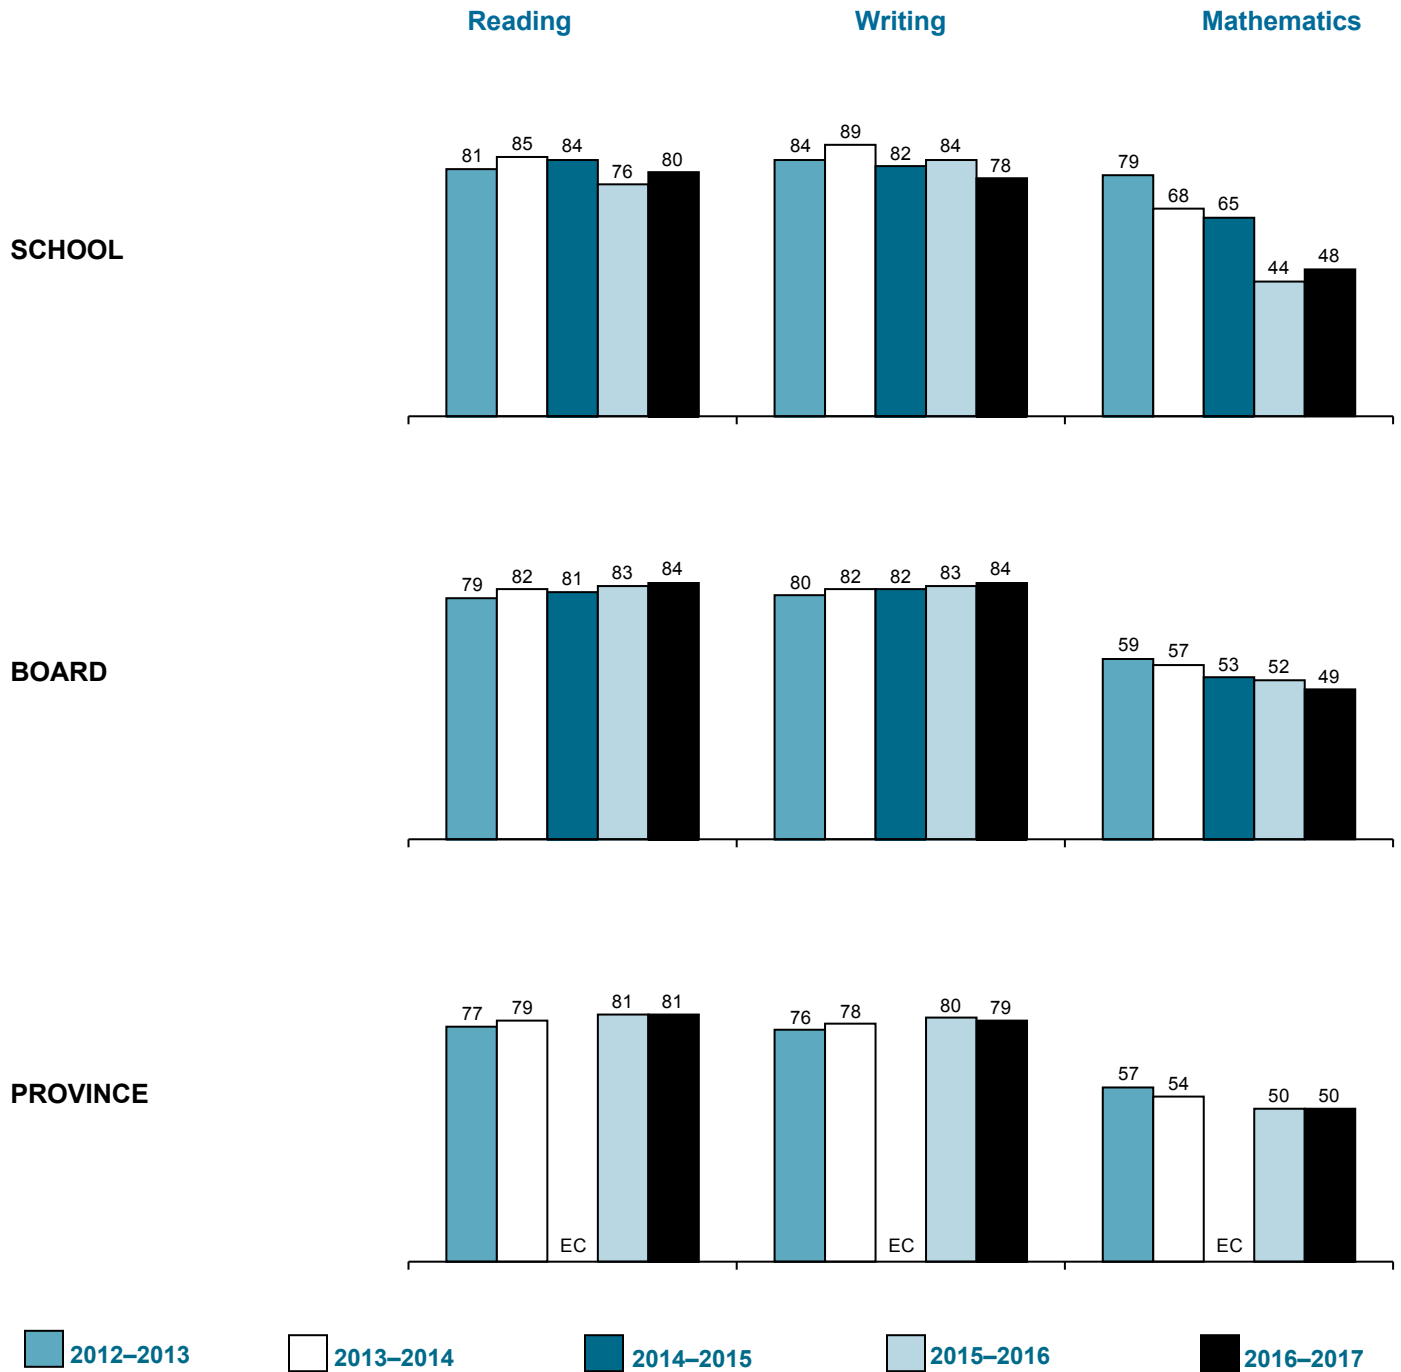 Reading Writing Mathematics
SCHOOL
81 85 84 76 80 84 89 82 84 78 79 68 65 44 48
BOARD
79 82 81 83 84 80 82 82 83 84 59 57 53 52 49
PROVINCE
77 79 EC 81 81 76 78 EC 80 79 57 54 EC 50 50
2012–2013 2013–2014 2014–2015 2015–2016 2016–2017